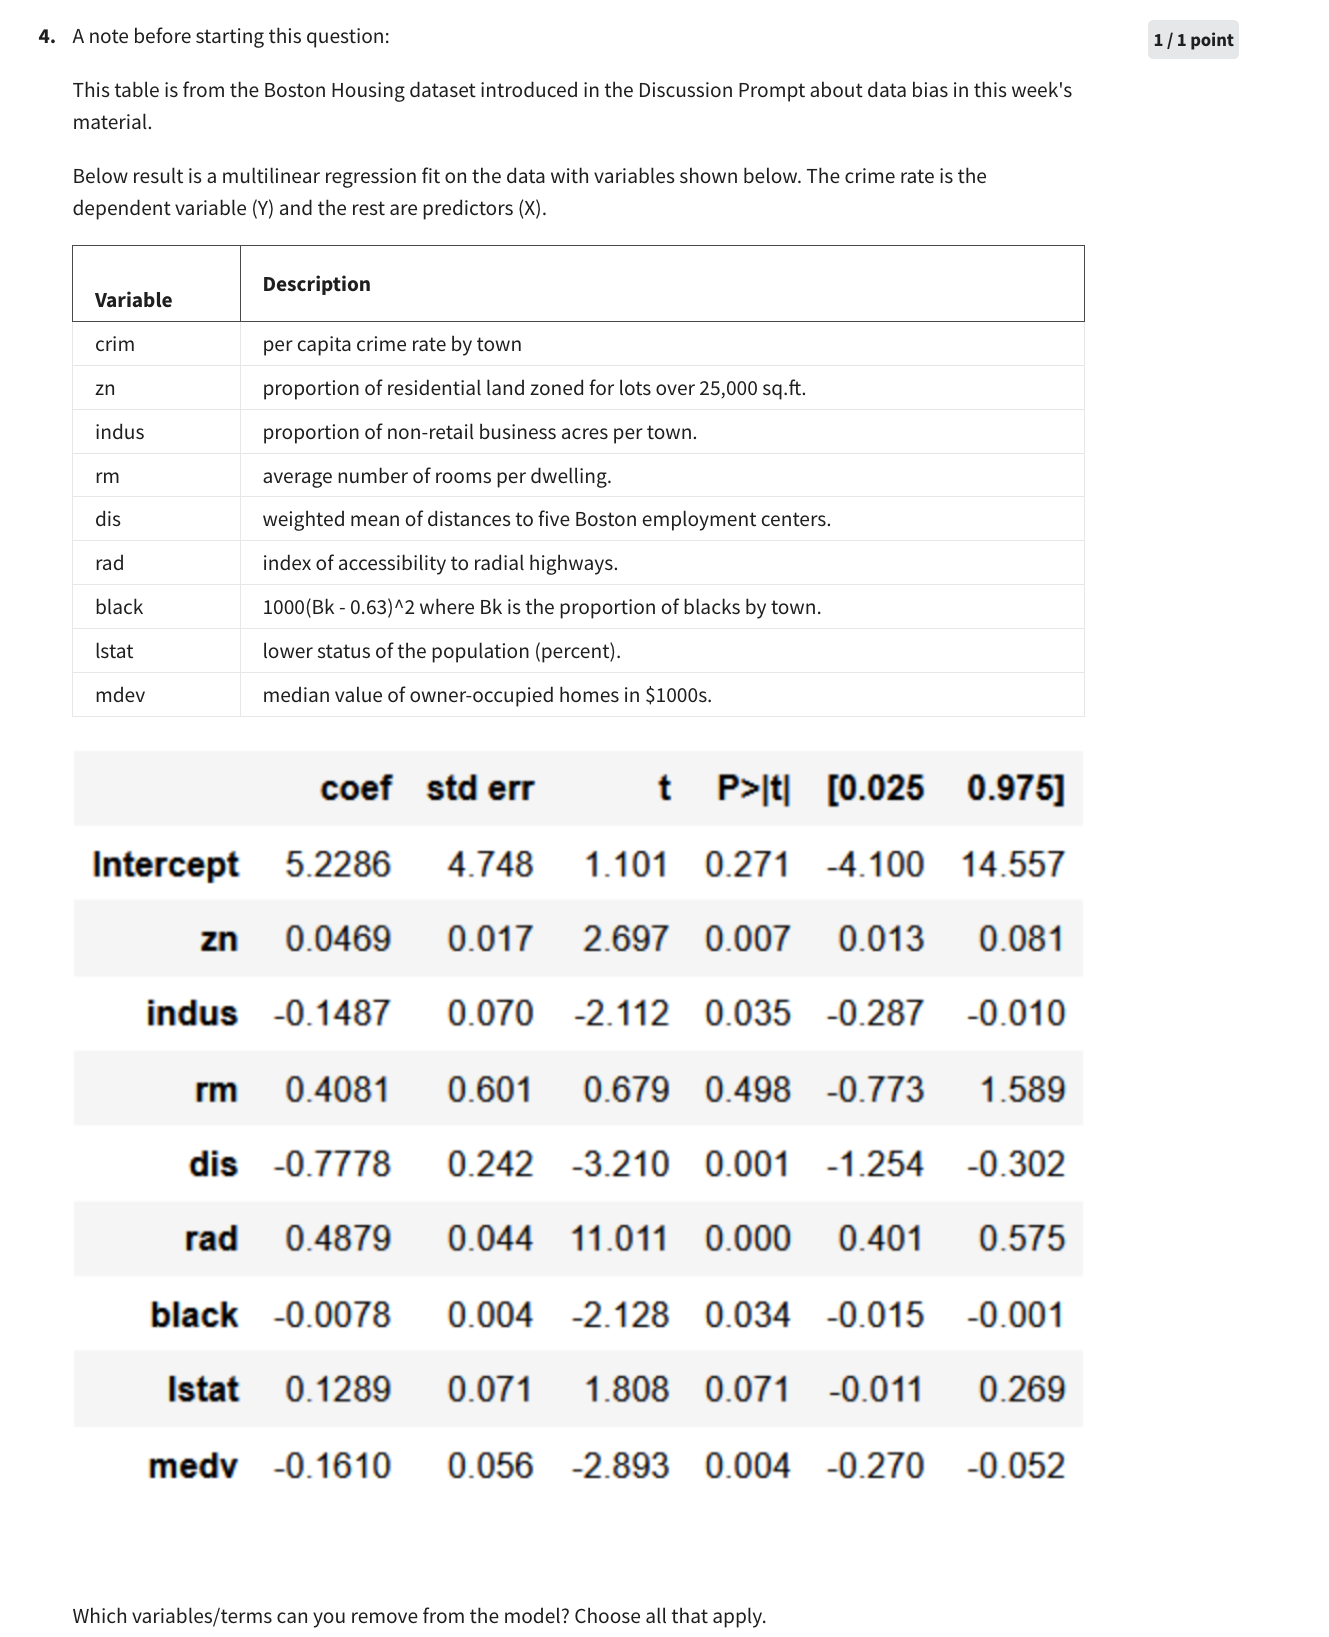 4. A note before starting this question:
1 / 1 point
This table is from the Boston Housing dataset introduced in the Discussion Prompt about data bias in this week's
material.
Below result is a multilinear regression fit on the data with variables shown below. The crime rate is the
dependent variable (Y) and the rest are predictors (X).
Variable Description
crim per capita crime rate by town
zn proportion of residential land zoned for lots over 25,000 sq.ft.
indus proportion of non-retail business acres per town.
rm average number of rooms per dwelling.
dis weighted mean of distances to five Boston employment centers.
rad index of accessibility to radial highways.
black 1000(Bk - 0.63)^2 where Bk is the proportion of blacks by town.
lstat lower status of the population (percent).
mdev median value of owner-occupied homes in $1000s.
coef std err t P>|t| [0.025 0.975]
Intercept 5.2286 4.748 1.101 0.271 -4.100 14.557
zn 0.0469 0.017 2.697 0.007 0.013 0.081
indus -0.1487 0.070 -2.112 0.035 -0.287 -0.010
rm 0.4081 0.601 0.679 0.498 -0.773 1.589
dis -0.7778 0.242 -3.210 0.001 -1.254 -0.302
rad 0.4879 0.044 11.011 0.000 0.401 0.575
black -0.0078 0.004 -2.128 0.034 -0.015 -0.001
lstat 0.1289 0.071 1.808 0.071 -0.011 0.269
medv -0.1610 0.056 -2.893 0.004 -0.270 -0.052
Which variables/terms can you remove from the model? Choose all that apply.